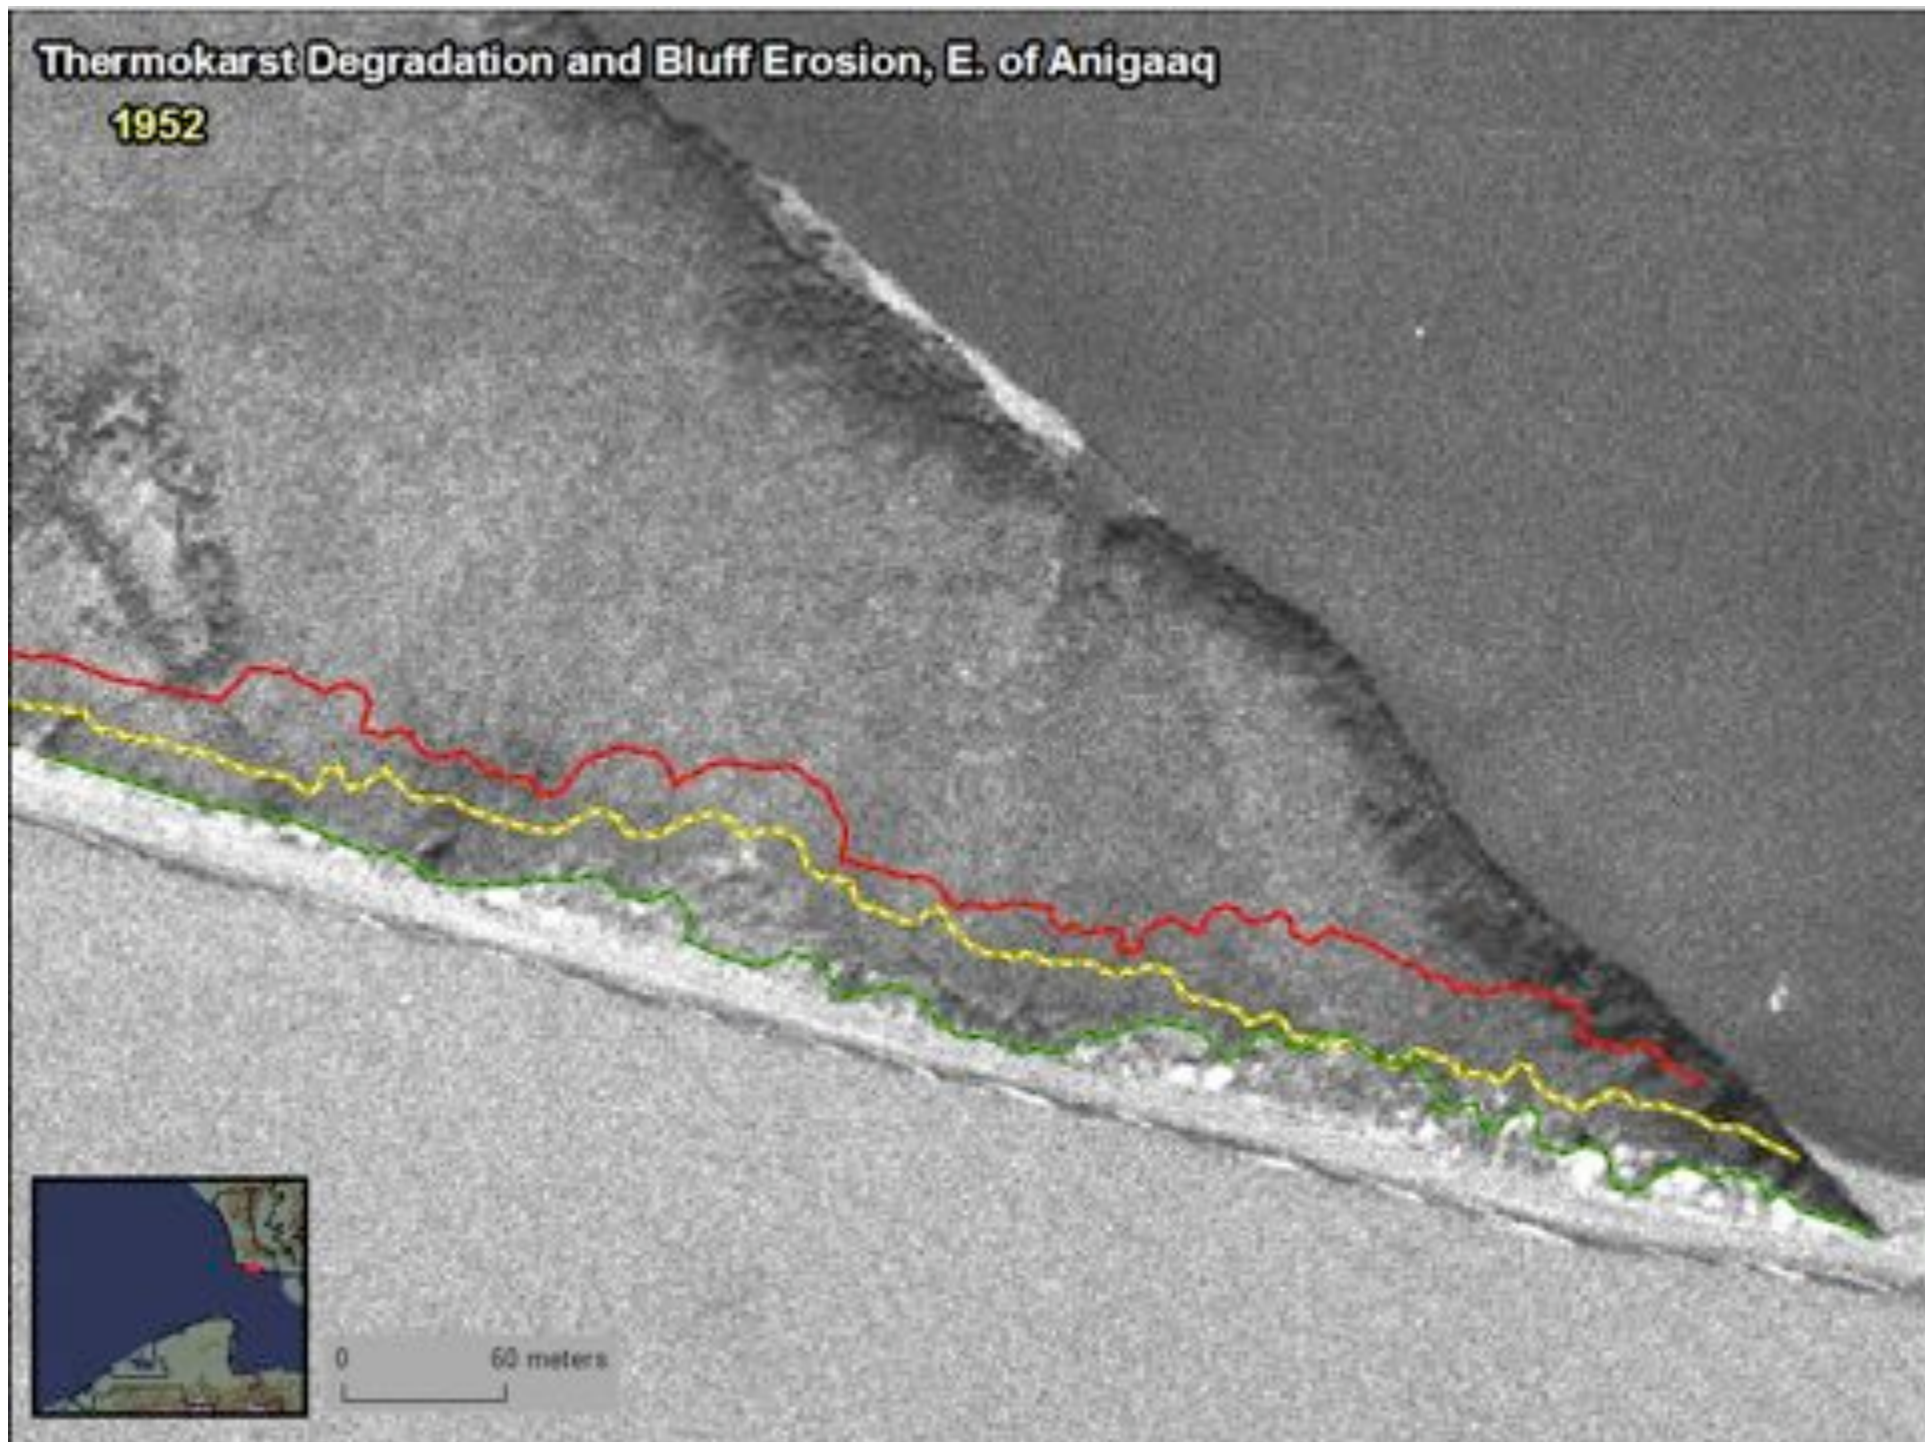 Thermokarst Degradation and Bluff Erosion, E. of Anigaaq
1952
0 60 meters